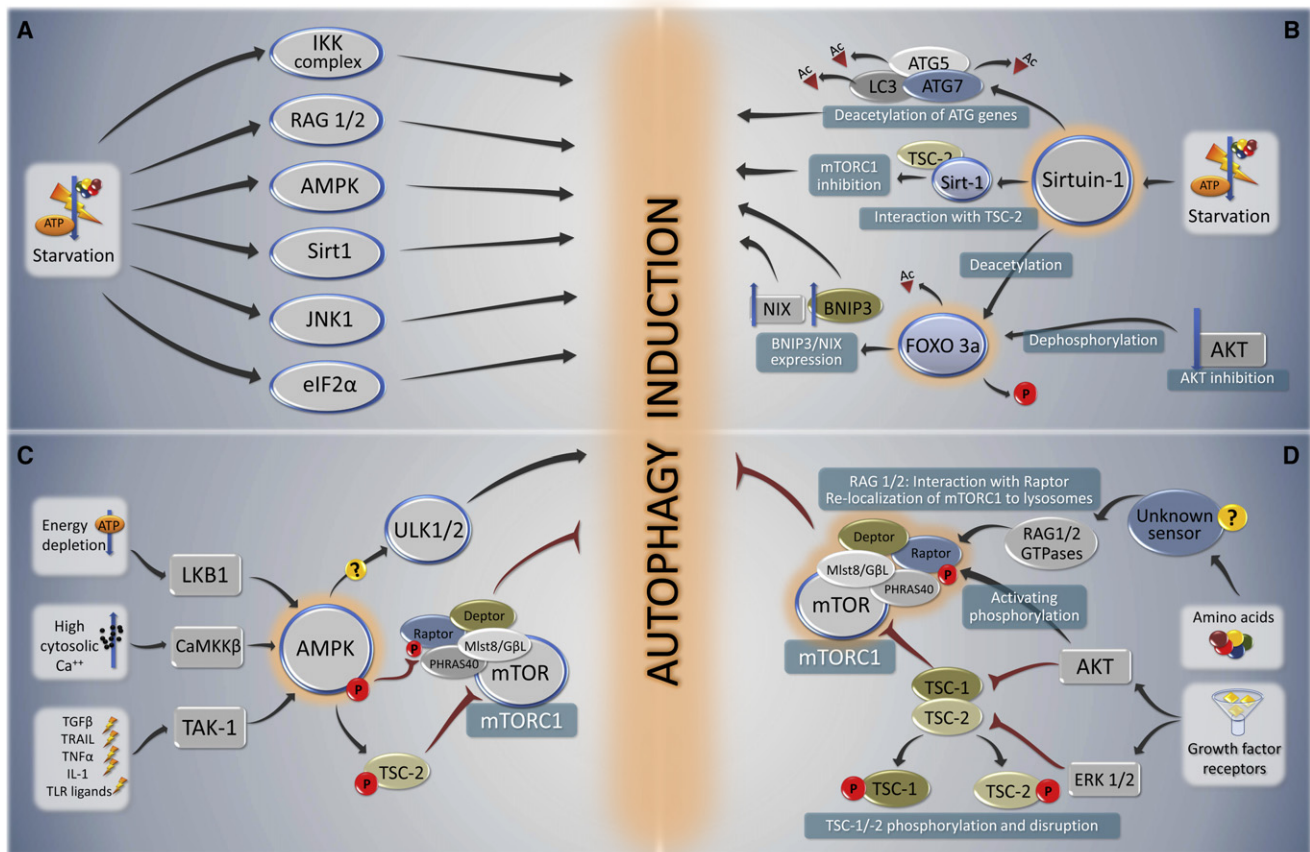 A
IKK
complex
RAG 1/2
AMPK
Sirt1
JNK1
eIF2α
ATP
Starvation
AUTOPHAGY INDUCTION
B
Ac
Ac
Ac
ATG5
LC3
ATG7
Deacetylation of ATG genes
TSC-2
Sirt-1
mTORC1
inhibition
Interaction with TSC-2
Sirtuin-1
ATP
Starvation
Deacetylation
Ac
NIX
BNIP3
BNIP3/NIX
expression
FOXO 3a
P
Dephosphorylation
AKT
AKT inhibition
C
Energy
depletion
ATP
High
cytosolic
Ca++
TGFβ
TRAIL
TNFα
IL-1
TLR ligands
LKB1
CaMKKβ
TAK-1
AMPK
P
?
ULK1/2
P
TSC-2
Deptor
Raptor
P
Mlst8/GβL
PHRAS40
mTOR
mTORC1
D
RAG 1/2: Interaction with Raptor
Re-localization of mTORC1 to lysosomes
Deptor
Raptor
Mlst8/GβL
P
PHRAS40
mTOR
mTORC1
RAG1/2
GTPases
Unknown
sensor
?
Activating
phosphorylation
Amino acids
AKT
TSC-1
TSC-2
Growth factor
receptors
ERK 1/2
P
TSC-1
TSC-2
P
TSC-1/-2 phosphorylation and disruption